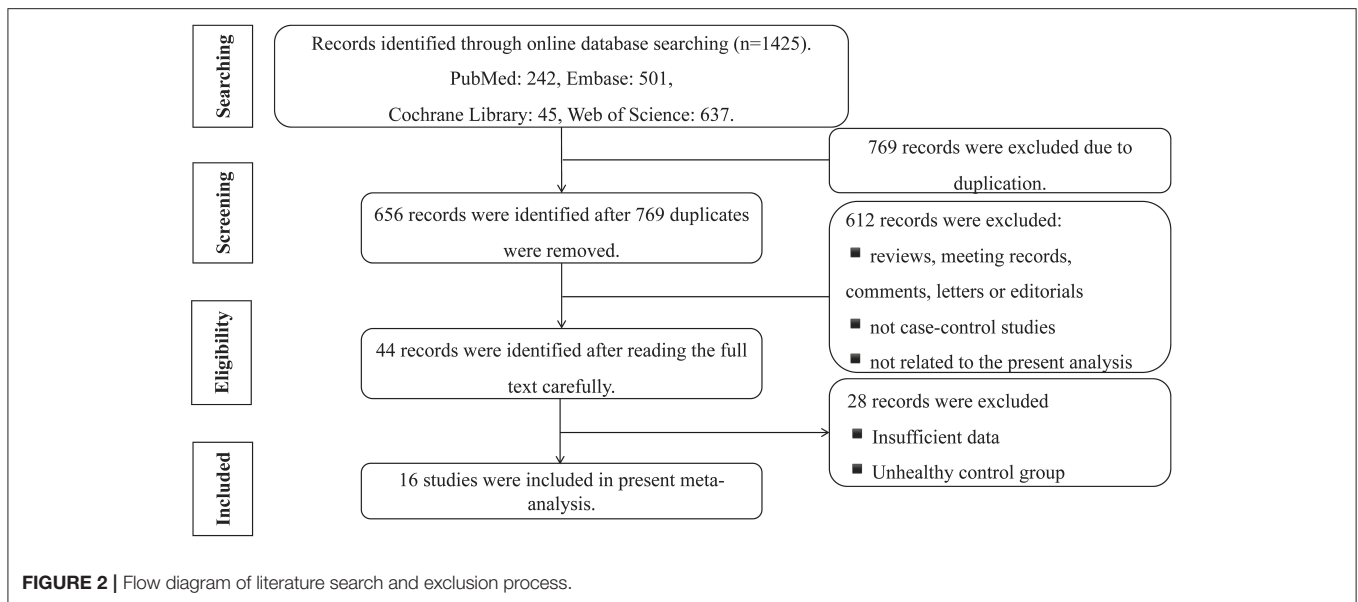 Searching
Records identified through online database searching (n=1425).
PubMed: 242, Embase: 501,
Cochrane Library: 45, Web of Science: 637.
769 records were excluded due to
duplication.
Screening
656 records were identified after 769 duplicates
were removed.
612 records were excluded:
■ reviews, meeting records,
comments, letters or editorials
■ not case-control studies
■ not related to the present analysis
Eligibility
44 records were identified after reading the full
text carefully.
28 records were excluded
■ Insufficient data
■ Unhealthy control group
Included
16 studies were included in present meta-
analysis.
FIGURE 2 | Flow diagram of literature search and exclusion process.